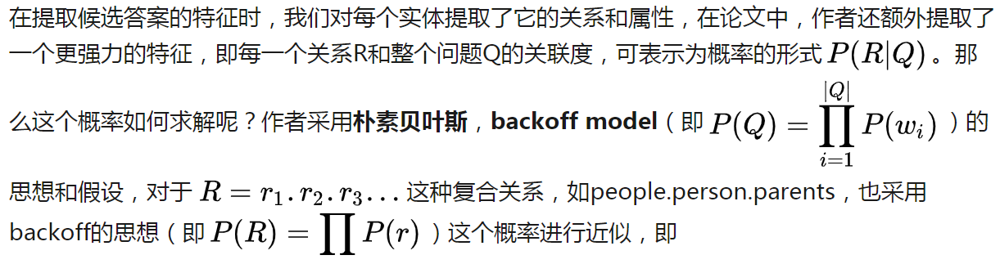 在提取候选答案的特征时，我们对每个实体提取了它的关系和属性，在论文中，作者还额外提取了
一个更强力的特征，即每一个关系R和整个问题Q的关联度，可表示为概率的形式 P(R|Q) 。那
么这个概率如何求解呢？作者采用朴素贝叶斯，backoff model（即 P(Q) = ∏_{i=1}^{|Q|} P(w_i) ）的
思想和假设，对于 R = r_1.r_2.r_3... 这种复合关系，如people.person.parents，也采用
backoff的思想（即 P(R) = ∏ P(r) ）这个概率进行近似，即